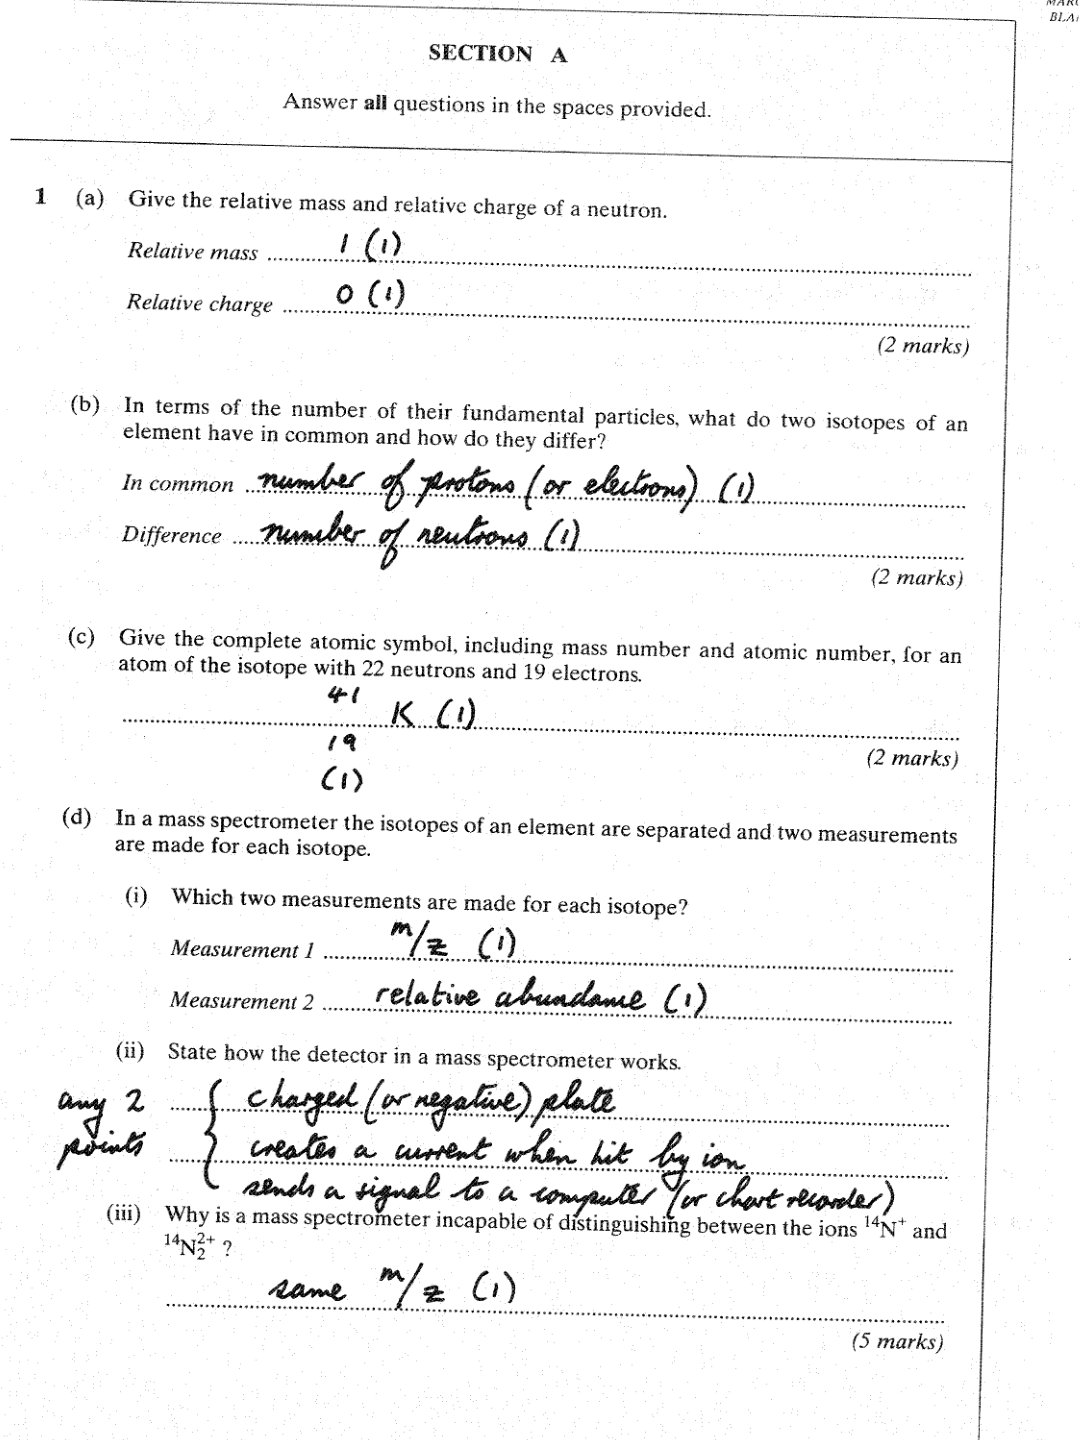 MARG
BLA
SECTION A
Answer all questions in the spaces provided.
1 (a) Give the relative mass and relative charge of a neutron.
Relative mass 1 (1)
Relative charge 0 (1)
(2 marks)
(b) In terms of the number of their fundamental particles, what do two isotopes of an
element have in common and how do they differ?
In common number of protons (or electrons) (1)
Difference number of neutrons (1)
(2 marks)
(c) Give the complete atomic symbol, including mass number and atomic number, for an
atom of the isotope with 22 neutrons and 19 electrons.
41
K (1)
19
(2 marks)
(1)
(d) In a mass spectrometer the isotopes of an element are separated and two measurements
are made for each isotope.
(i) Which two measurements are made for each isotope?
Measurement 1 m/z (1)
Measurement 2 relative abundance (1)
(ii) State how the detector in a mass spectrometer works.
any 2 { charged (or negative) plate
points creates a current when hit by ion
sends a signal to a computer (or chart recorder)
(iii) Why is a mass spectrometer incapable of distinguishing between the ions ¹⁴N⁺ and
¹⁴N₂²⁺ ?
same m/z (1)
(5 marks)